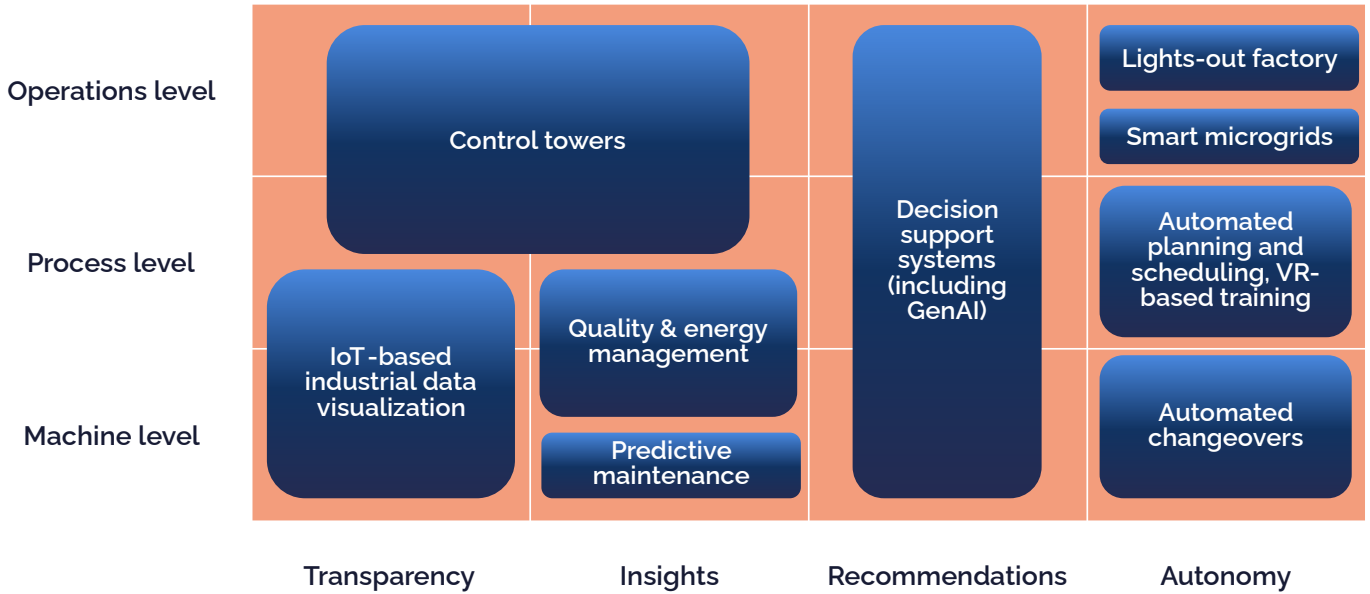 Operations level
Control towers
Lights-out factory
Smart microgrids
Process level
Decision
support
systems
(including
GenAI)
Automated
planning and
scheduling, VR-
based training
Quality & energy
management
Machine level
IoT-based
industrial data
visualization
Automated
changeovers
Predictive
maintenance
Transparency
Insights
Recommendations
Autonomy